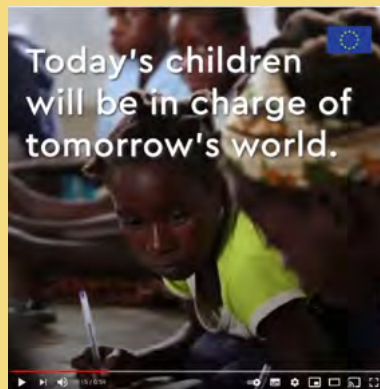 Today's children
will be in charge of
tomorrow's world.